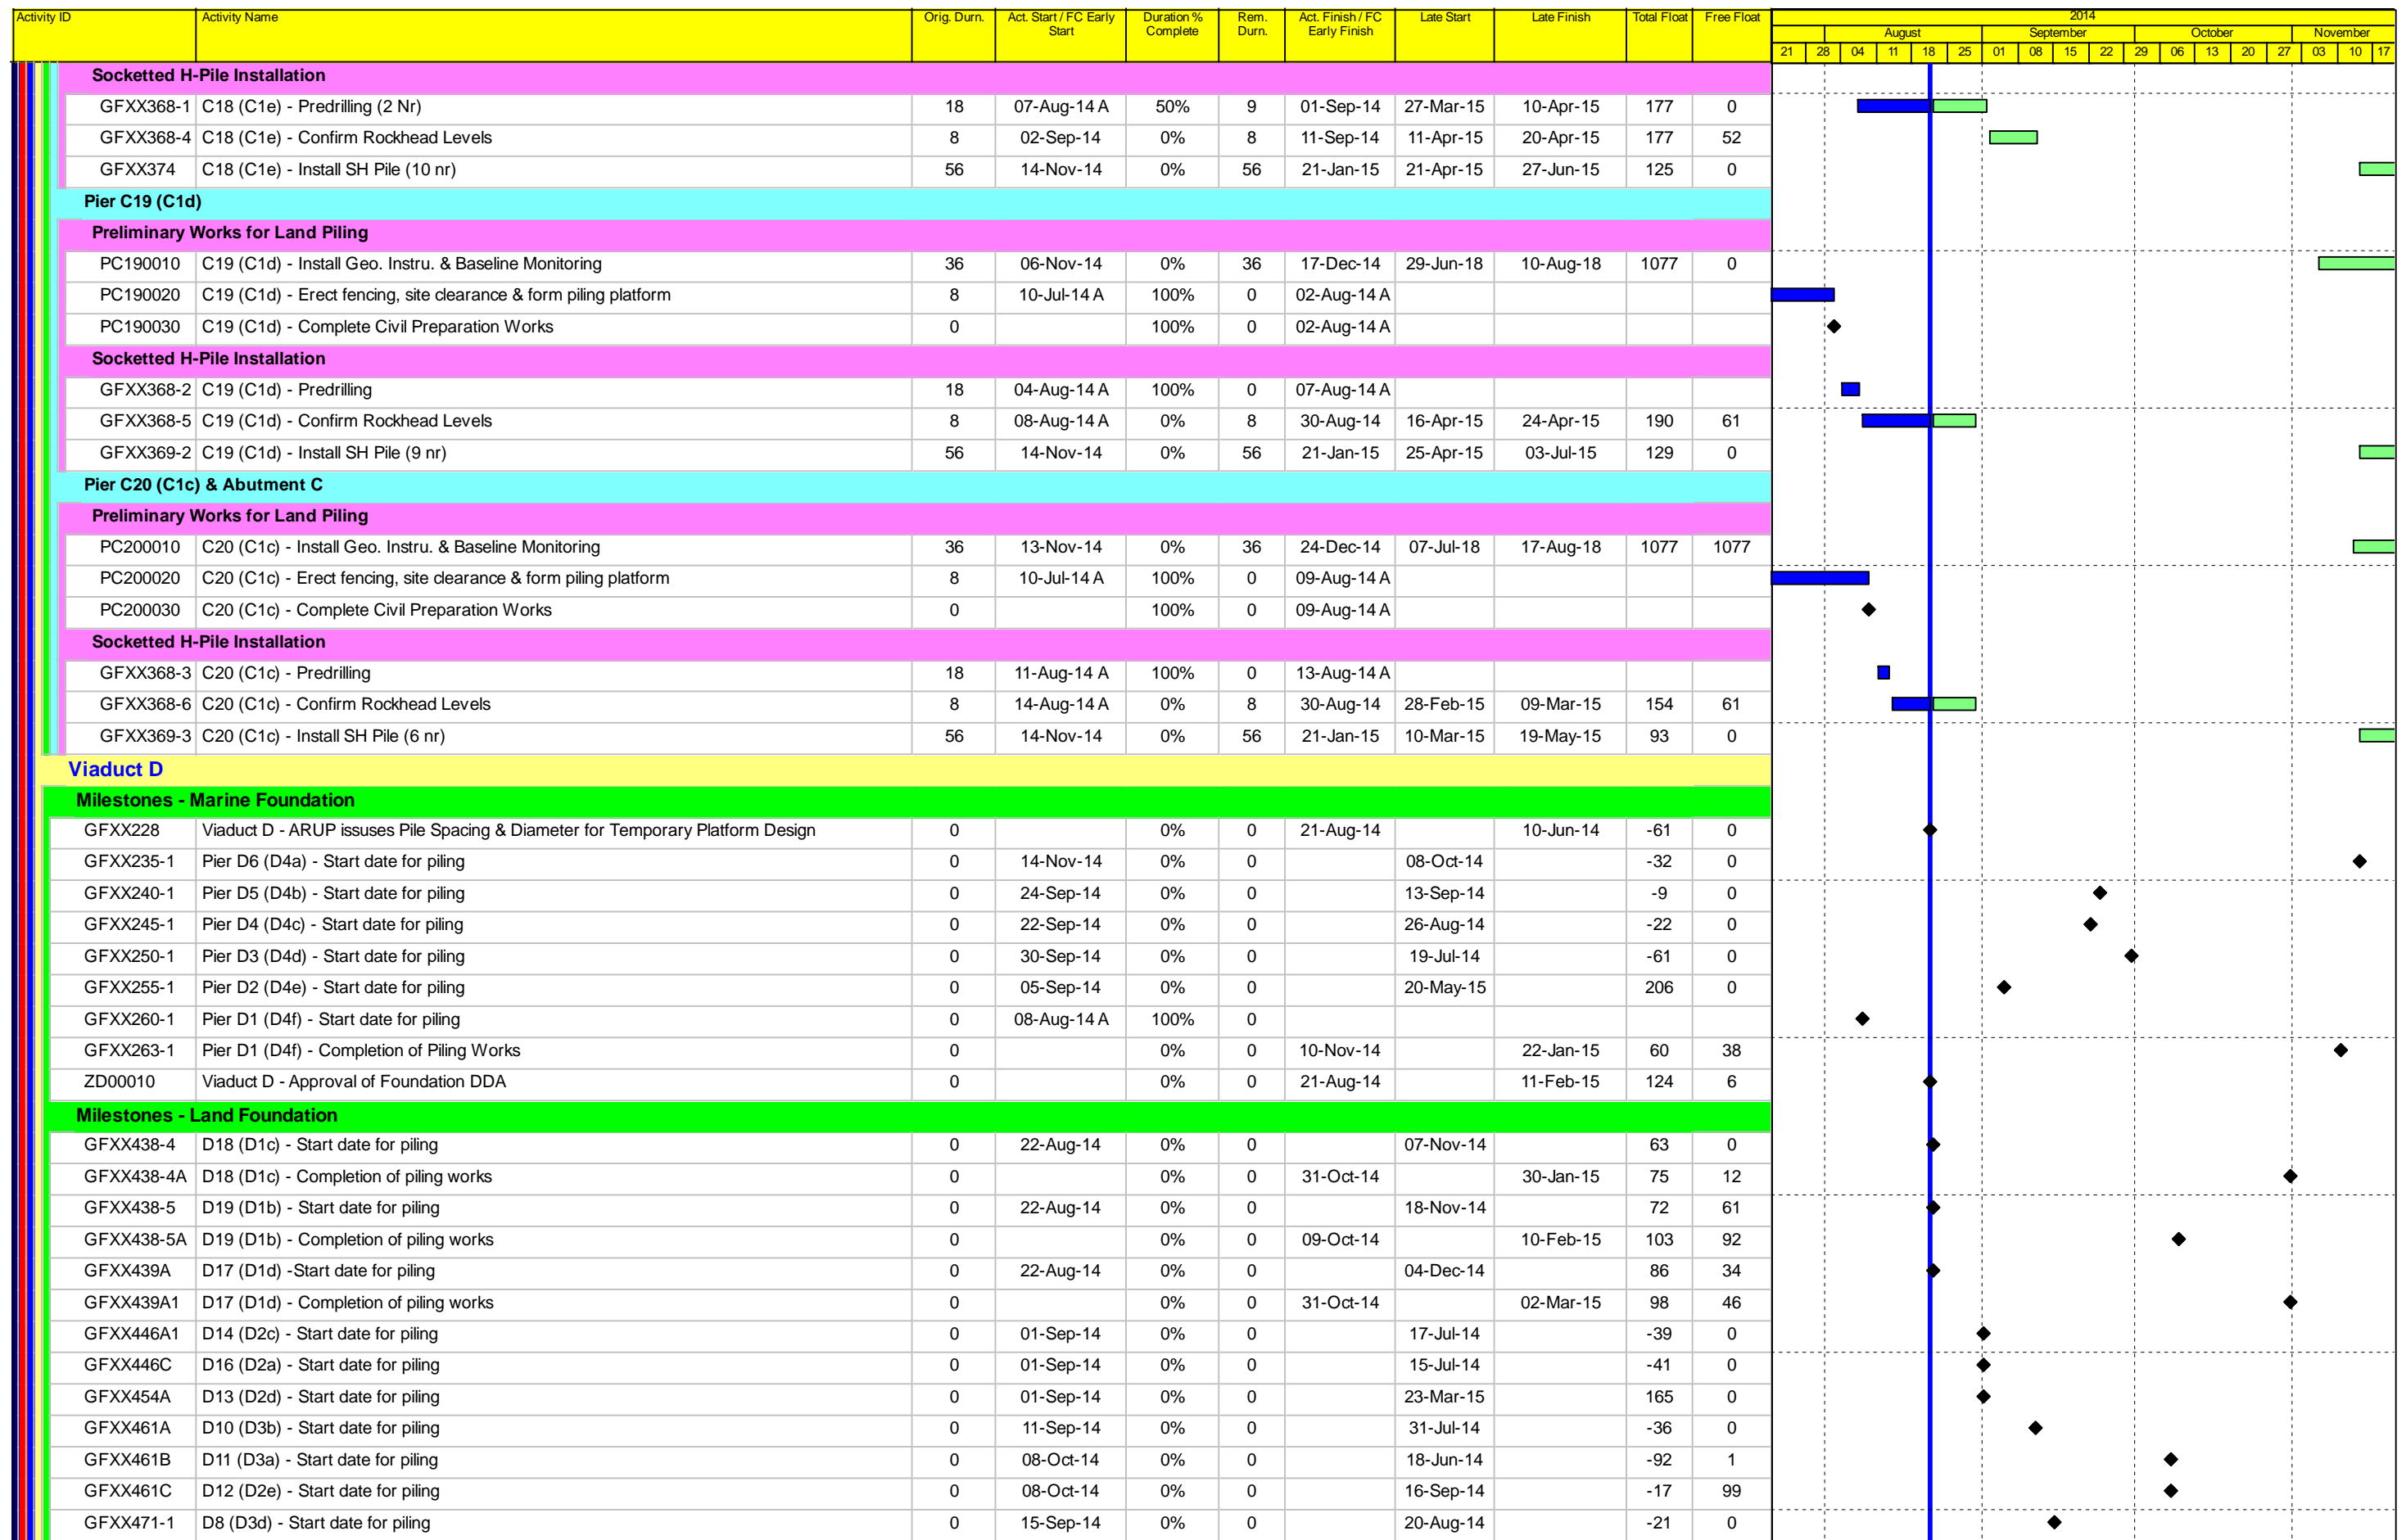 Activity ID Activity Name Orig. Durn. Act. Start / FC Early Start Duration % Complete Rem. Durn. Act. Finish / FC Early Finish Late Start Late Finish Total Float Free Float 2014
August September October November
21 28 04 11 18 25 01 08 15 22 29 06 13 20 27 03 10 17
Socketted H-Pile Installation
GFXX368-1 C18 (C1e) - Predrilling (2 Nr) 18 07-Aug-14 A 50% 9 01-Sep-14 27-Mar-15 10-Apr-15 177 0
GFXX368-4 C18 (C1e) - Confirm Rockhead Levels 8 02-Sep-14 0% 8 11-Sep-14 11-Apr-15 20-Apr-15 177 52
GFXX374 C18 (C1e) - Install SH Pile (10 nr) 56 14-Nov-14 0% 56 21-Jan-15 21-Apr-15 27-Jun-15 125 0
Pier C19 (C1d)
Preliminary Works for Land Piling
PC190010 C19 (C1d) - Install Geo. Instru. & Baseline Monitoring 36 06-Nov-14 0% 36 17-Dec-14 29-Jun-18 10-Aug-18 1077 0
PC190020 C19 (C1d) - Erect fencing, site clearance & form piling platform 8 10-Jul-14 A 100% 0 02-Aug-14 A
PC190030 C19 (C1d) - Complete Civil Preparation Works 0 100% 0 02-Aug-14 A
Socketted H-Pile Installation
GFXX368-2 C19 (C1d) - Predrilling 18 04-Aug-14 A 100% 0 07-Aug-14 A
GFXX368-5 C19 (C1d) - Confirm Rockhead Levels 8 08-Aug-14 A 0% 8 30-Aug-14 16-Apr-15 24-Apr-15 190 61
GFXX369-2 C19 (C1d) - Install SH Pile (9 nr) 56 14-Nov-14 0% 56 21-Jan-15 25-Apr-15 03-Jul-15 129 0
Pier C20 (C1c) & Abutment C
Preliminary Works for Land Piling
PC200010 C20 (C1c) - Install Geo. Instru. & Baseline Monitoring 36 13-Nov-14 0% 36 24-Dec-14 07-Jul-18 17-Aug-18 1077 1077
PC200020 C20 (C1c) - Erect fencing, site clearance & form piling platform 8 10-Jul-14 A 100% 0 09-Aug-14 A
PC200030 C20 (C1c) - Complete Civil Preparation Works 0 100% 0 09-Aug-14 A
Socketted H-Pile Installation
GFXX368-3 C20 (C1c) - Predrilling 18 11-Aug-14 A 100% 0 13-Aug-14 A
GFXX368-6 C20 (C1c) - Confirm Rockhead Levels 8 14-Aug-14 A 0% 8 30-Aug-14 28-Feb-15 09-Mar-15 154 61
GFXX369-3 C20 (C1c) - Install SH Pile (6 nr) 56 14-Nov-14 0% 56 21-Jan-15 10-Mar-15 19-May-15 93 0
Viaduct D
Milestones - Marine Foundation
GFXX228 Viaduct D - ARUP issuses Pile Spacing & Diameter for Temporary Platform Design 0 0% 0 21-Aug-14 10-Jun-14 -61 0
GFXX235-1 Pier D6 (D4a) - Start date for piling 0 14-Nov-14 0% 0 08-Oct-14 -32 0
GFXX240-1 Pier D5 (D4b) - Start date for piling 0 24-Sep-14 0% 0 13-Sep-14 -9 0
GFXX245-1 Pier D4 (D4c) - Start date for piling 0 22-Sep-14 0% 0 26-Aug-14 -22 0
GFXX250-1 Pier D3 (D4d) - Start date for piling 0 30-Sep-14 0% 0 19-Jul-14 -61 0
GFXX255-1 Pier D2 (D4e) - Start date for piling 0 05-Sep-14 0% 0 20-May-15 206 0
GFXX260-1 Pier D1 (D4f) - Start date for piling 0 08-Aug-14 A 100% 0
GFXX263-1 Pier D1 (D4f) - Completion of Piling Works 0 0% 0 10-Nov-14 22-Jan-15 60 38
ZD00010 Viaduct D - Approval of Foundation DDA 0 0% 0 21-Aug-14 11-Feb-15 124 6
Milestones - Land Foundation
GFXX438-4 D18 (D1c) - Start date for piling 0 22-Aug-14 0% 0 07-Nov-14 63 0
GFXX438-4A D18 (D1c) - Completion of piling works 0 0% 0 31-Oct-14 30-Jan-15 75 12
GFXX438-5 D19 (D1b) - Start date for piling 0 22-Aug-14 0% 0 18-Nov-14 72 61
GFXX438-5A D19 (D1b) - Completion of piling works 0 0% 0 09-Oct-14 10-Feb-15 103 92
GFXX439A D17 (D1d) -Start date for piling 0 22-Aug-14 0% 0 04-Dec-14 86 34
GFXX439A1 D17 (D1d) - Completion of piling works 0 0% 0 31-Oct-14 02-Mar-15 98 46
GFXX446A1 D14 (D2c) - Start date for piling 0 01-Sep-14 0% 0 17-Jul-14 -39 0
GFXX446C D16 (D2a) - Start date for piling 0 01-Sep-14 0% 0 15-Jul-14 -41 0
GFXX454A D13 (D2d) - Start date for piling 0 01-Sep-14 0% 0 23-Mar-15 165 0
GFXX461A D10 (D3b) - Start date for piling 0 11-Sep-14 0% 0 31-Jul-14 -36 0
GFXX461B D11 (D3a) - Start date for piling 0 08-Oct-14 0% 0 18-Jun-14 -92 1
GFXX461C D12 (D2e) - Start date for piling 0 08-Oct-14 0% 0 16-Sep-14 -17 99
GFXX471-1 D8 (D3d) - Start date for piling 0 15-Sep-14 0% 0 20-Aug-14 -21 0